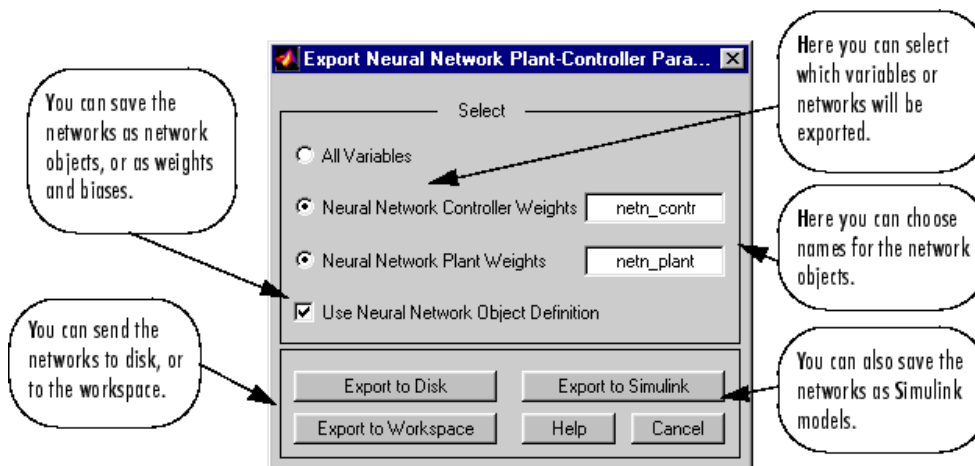 Export Neural Network Plant-Controller Para...
Select
All Variables
Neural Network Controller Weights
netn_contr
Neural Network Plant Weights
netn_plant
Use Neural Network Object Definition
Export to Disk
Export to Simulink
Export to Workspace
Help
Cancel
You can save the
networks as network
objects, or as weights
and biases.
You can send the
networks to disk, or
to the workspace.
Here you can select
which variables or
networks will be
exported.
Here you can choose
names for the network
objects.
You can also save the
networks as Simulink
models.